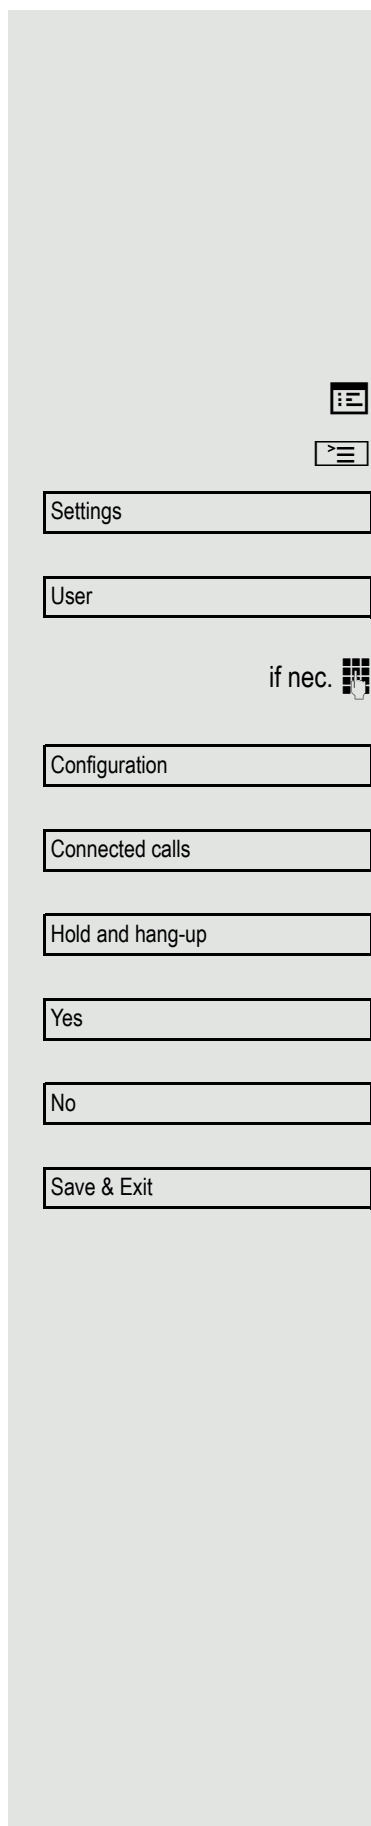 Settings
User
if nec.
Configuration
Connected calls
Hold and hang-up
Yes
No
Save & Exit